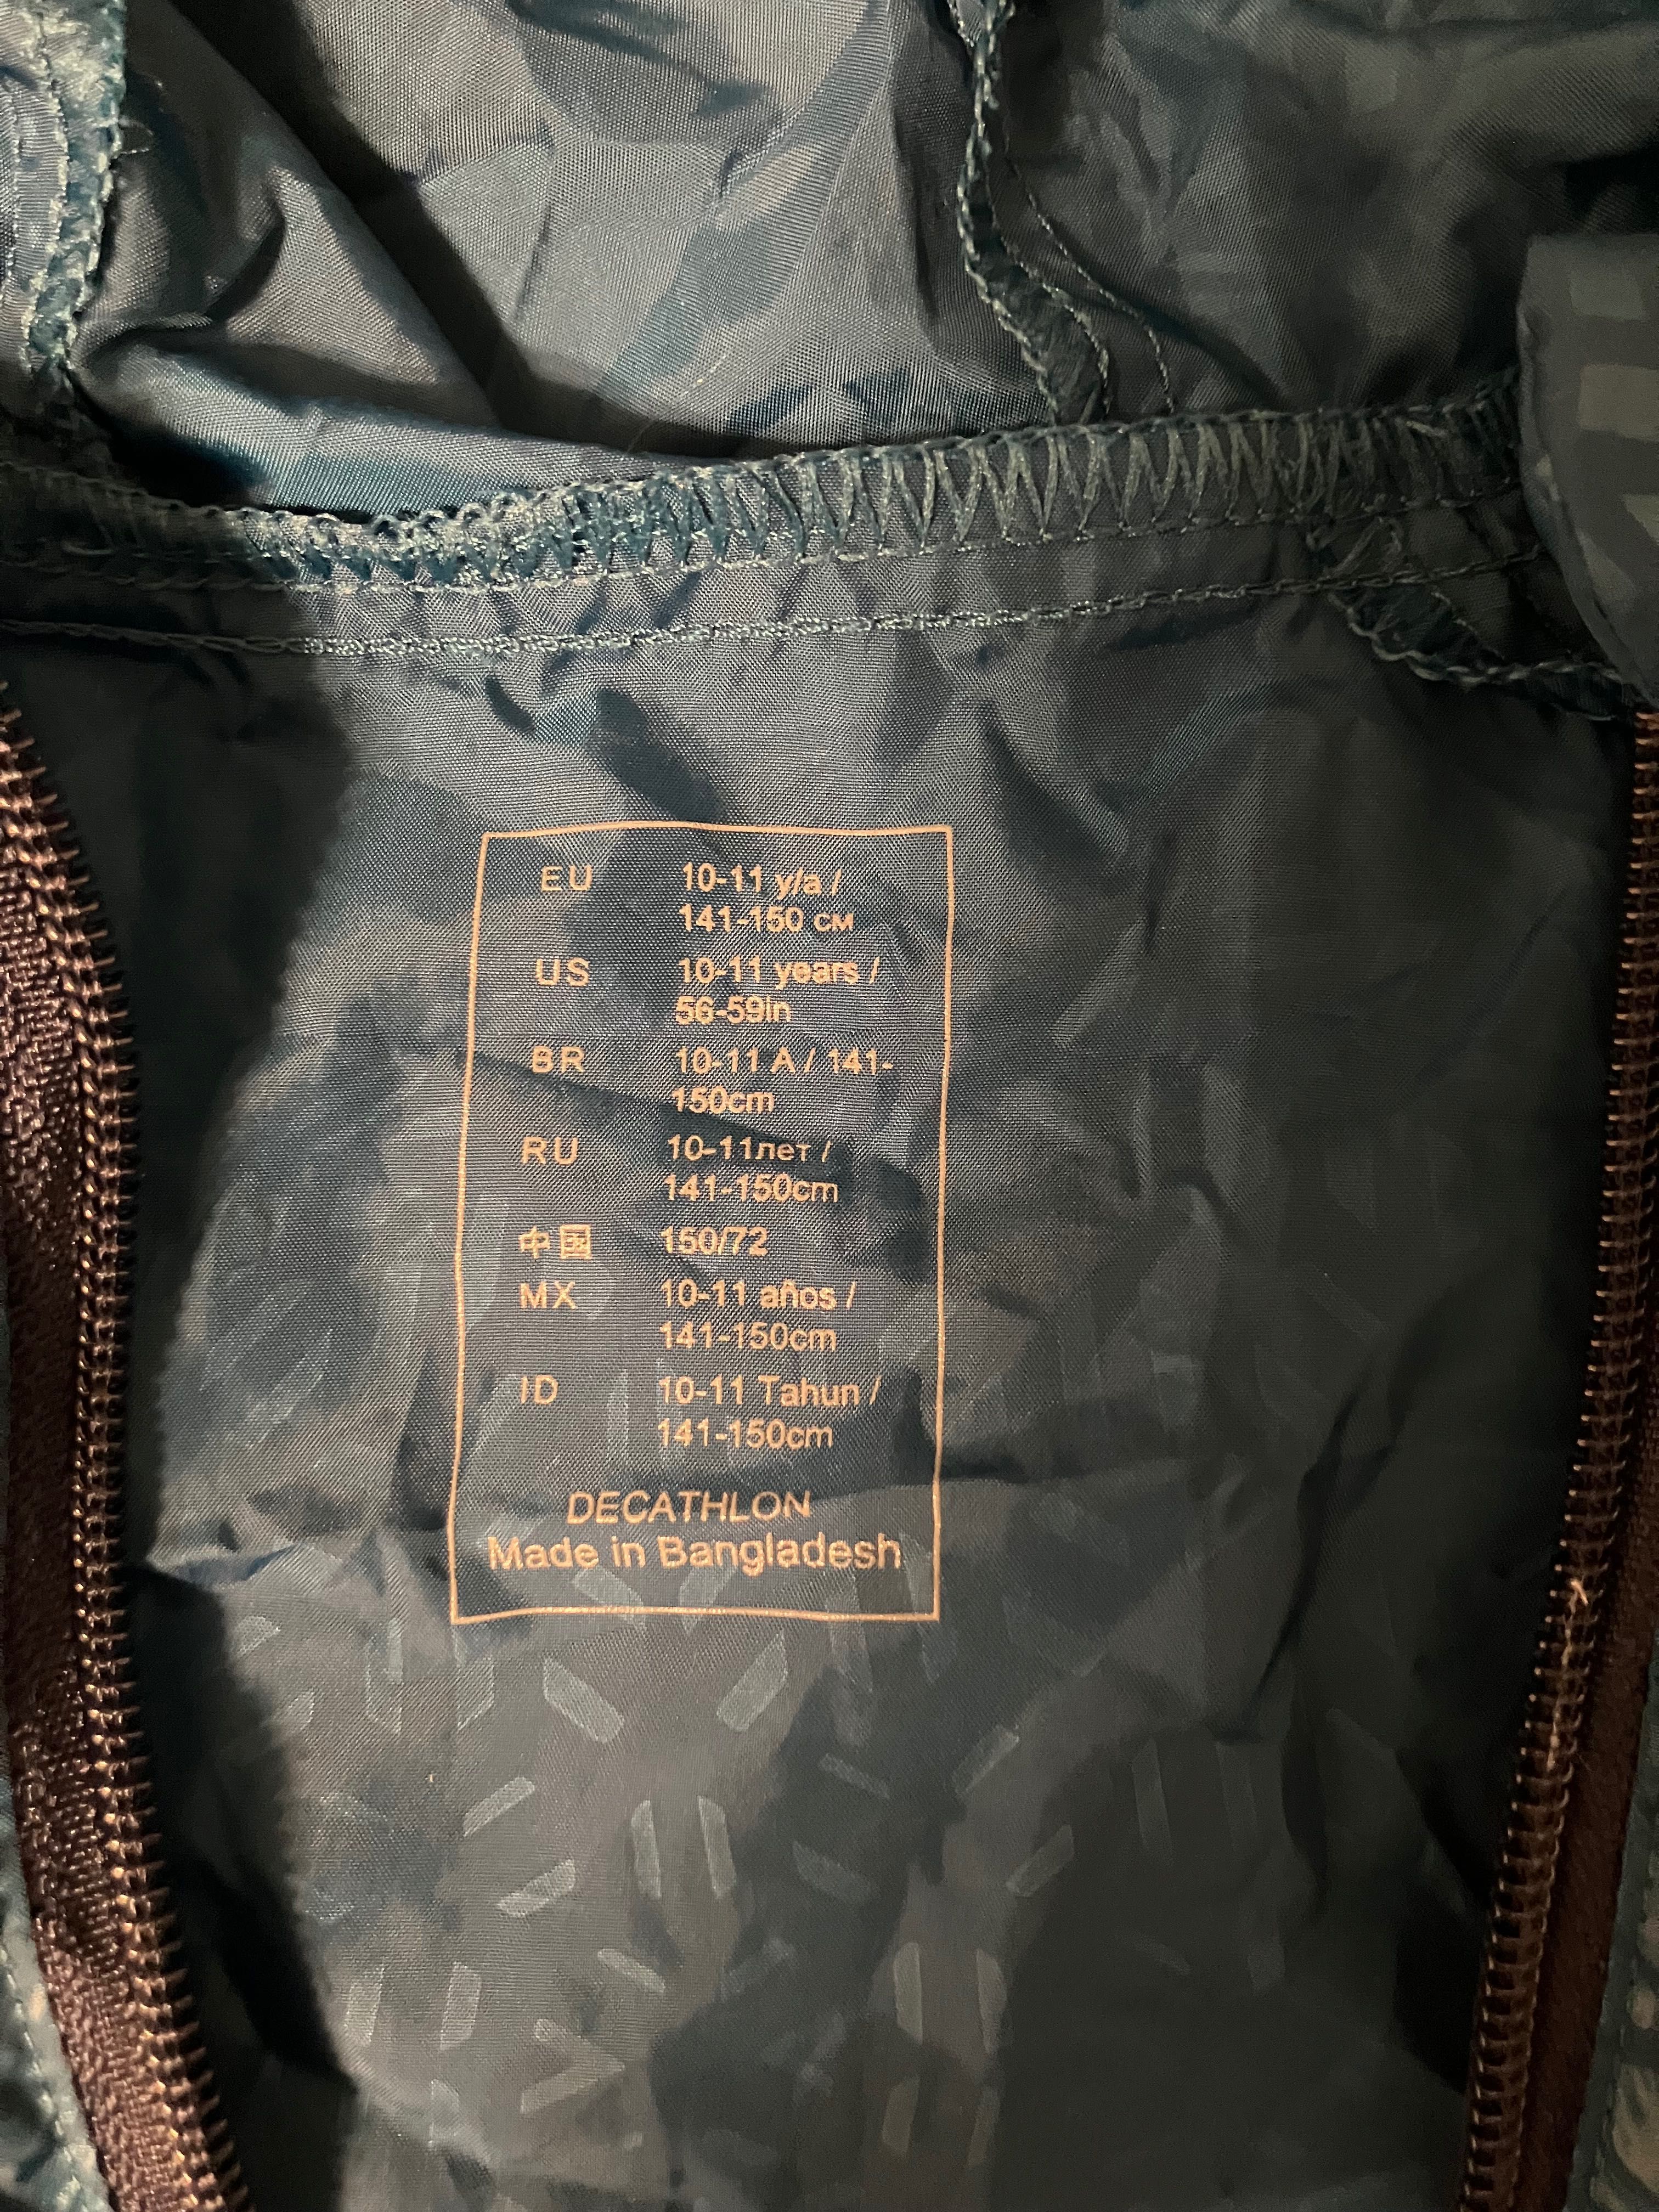 EU 10-11 y/a /
141-150 см
US 10-11 years /
56-59in
BR 10-11 A / 141-
150cm
RU 10-11лет /
141-150cm
中国 150/72
MX 10-11 años /
141-150cm
ID 10-11 Tahun /
141-150cm
DECATHLON
Made in Bangladesh